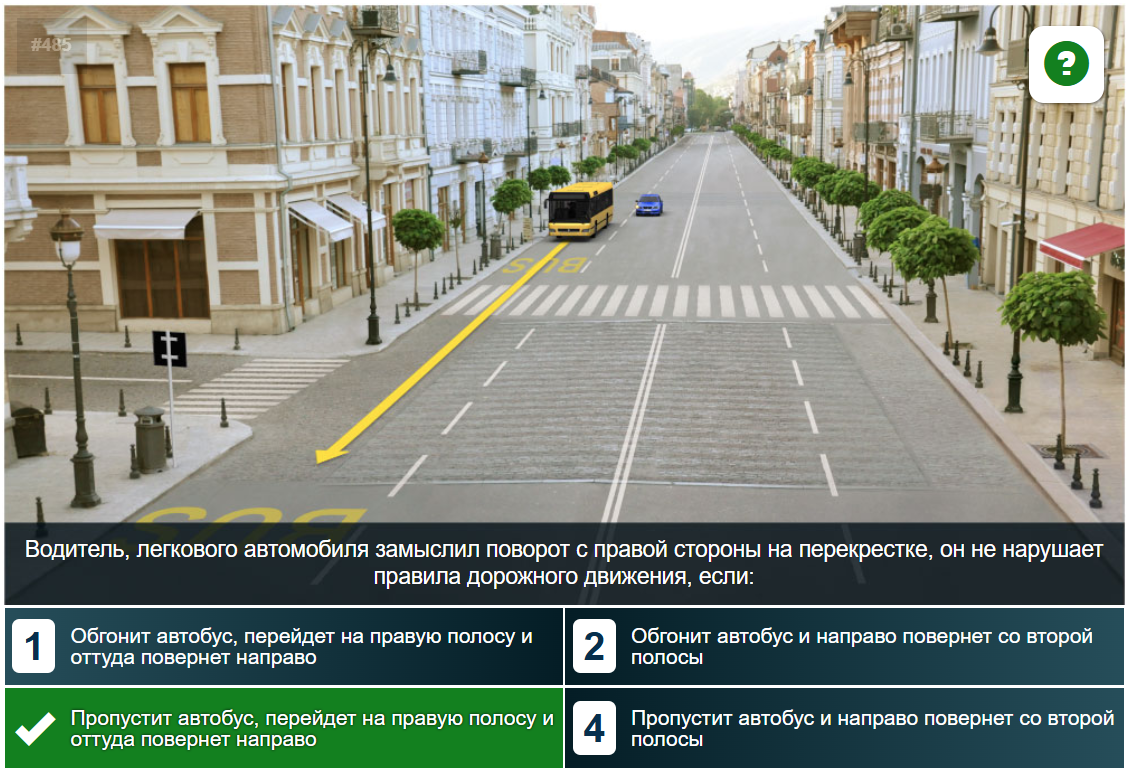 #485
?
BUS
BUS
Водитель, легкового автомобиля замыслил поворот с правой стороны на перекрестке, он не нарушает
правила дорожного движения, если:
1 Обгонит автобус, перейдет на правую полосу и
оттуда повернет направо
2 Обгонит автобус и направо повернет со второй
полосы
Пропустит автобус, перейдет на правую полосу и
оттуда повернет направо
4 Пропустит автобус и направо повернет со второй
полосы